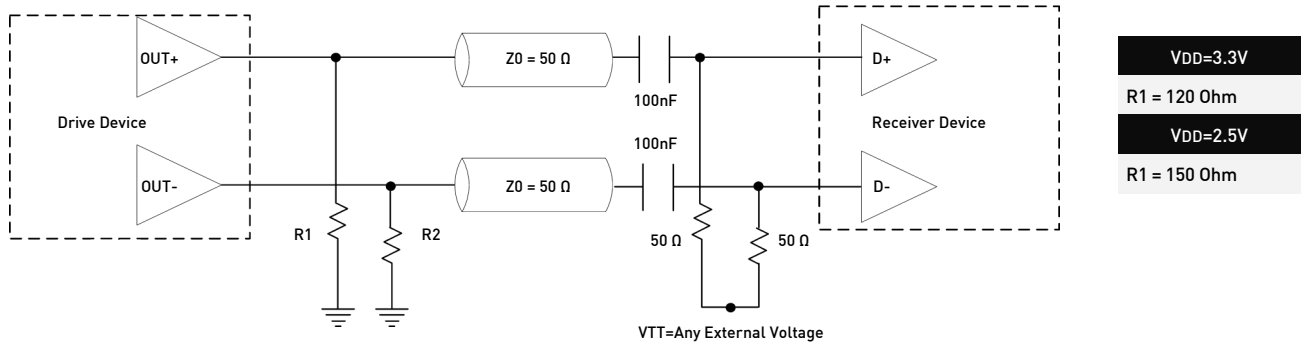 OUT+
Z0 = 50 Ω
100nF
D+
Drive Device
Receiver Device
100nF
OUT-
Z0 = 50 Ω
D-
R1
R2
50 Ω
50 Ω
VTT=Any External Voltage
VDD=3.3V
R1 = 120 Ohm
VDD=2.5V
R1 = 150 Ohm